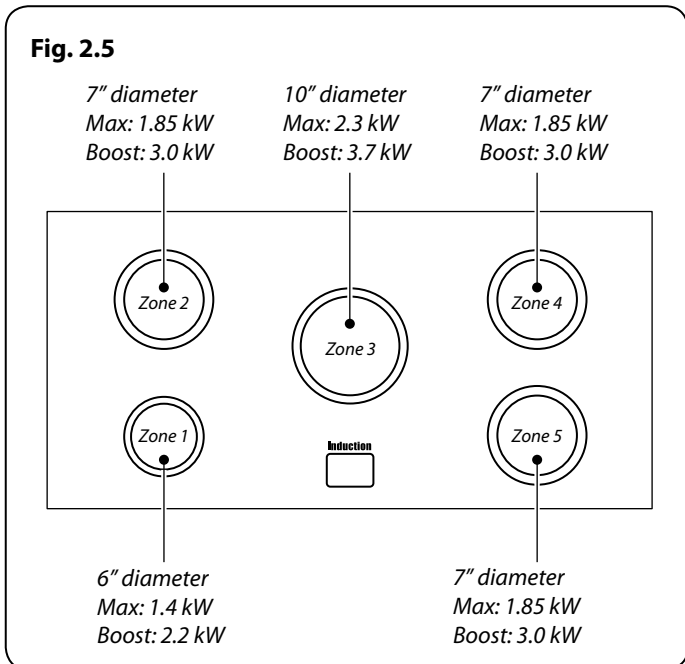 Fig. 2.5
7″ diameter
Max: 1.85 kW
Boost: 3.0 kW
10″ diameter
Max: 2.3 kW
Boost: 3.7 kW
7″ diameter
Max: 1.85 kW
Boost: 3.0 kW
Zone 2
Zone 3
Zone 4
Zone 1
Induction
Zone 5
6″ diameter
Max: 1.4 kW
Boost: 2.2 kW
7″ diameter
Max: 1.85 kW
Boost: 3.0 kW